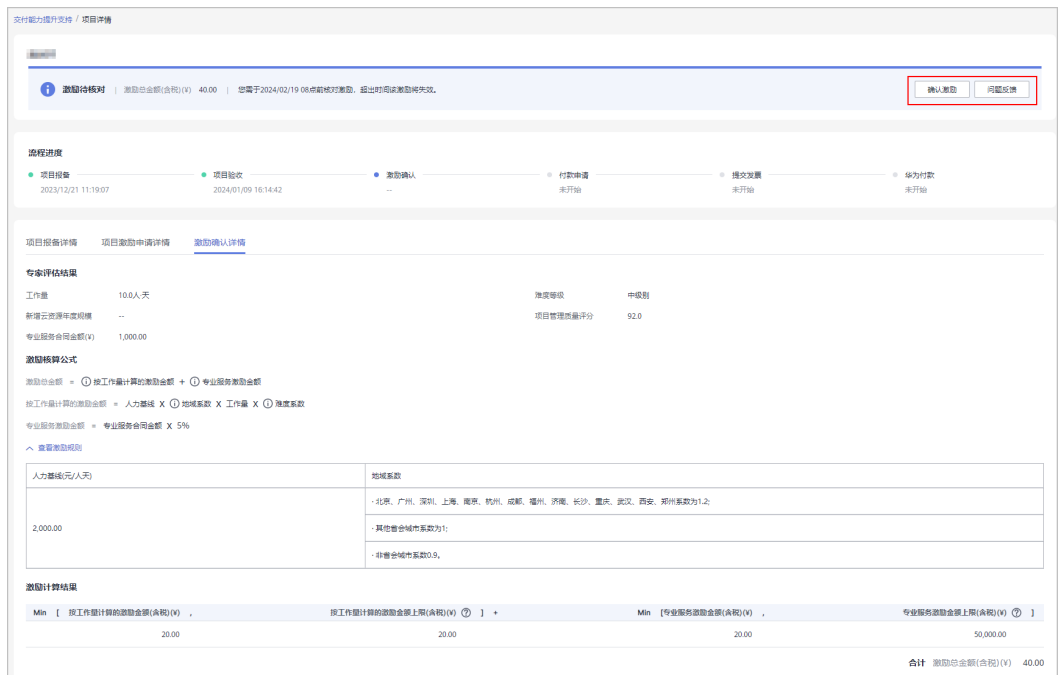 交付能力提升支持 / 项目详情
激励待核对 | 激励总金额(含税)(¥) 40.00 | 您需于2024/02/19 08点前核对激励，超出时间该激励将失效。 确认激励 问题反馈
流程进度
项目报备 项目验收 激励确认 付款申请 提交发票 华为付款
2023/12/21 11:19:07 2024/01/09 16:14:42 -- 未开始 未开始 未开始
项目报备详情 项目激励申请详情 激励确认详情
专家评估结果
工作量 10.0人·天 难度等级 中级别
新增云资源年度规模 -- 项目管理质量评分 92.0
专业服务合同金额(¥) 1,000.00
激励核算公式
激励总金额 = 按工作量计算的激励金额 + 专业服务激励金额
按工作量计算的激励金额 = 人力基线 X 地域系数 X 工作量 X 难度系数
专业服务激励金额 = 专业服务合同金额 X 5%
查看激励规则
人力基线(元/人天) 地域系数
· 北京、广州、深圳、上海、南京、杭州、成都、福州、济南、长沙、重庆、武汉、西安、郑州系数为1.2;
2,000.00 · 其他省会城市系数为1;
· 非省会城市系数0.9。
激励计算结果
Min [ 按工作量计算的激励金额(含税)(¥) , 按工作量计算的激励金额上限(含税)(¥) ] + Min [专业服务激励金额(含税)(¥) , 专业服务激励金额上限(含税)(¥) ]
20.00 20.00 20.00 50,000.00
合计 激励总金额(含税)(¥) 40.00